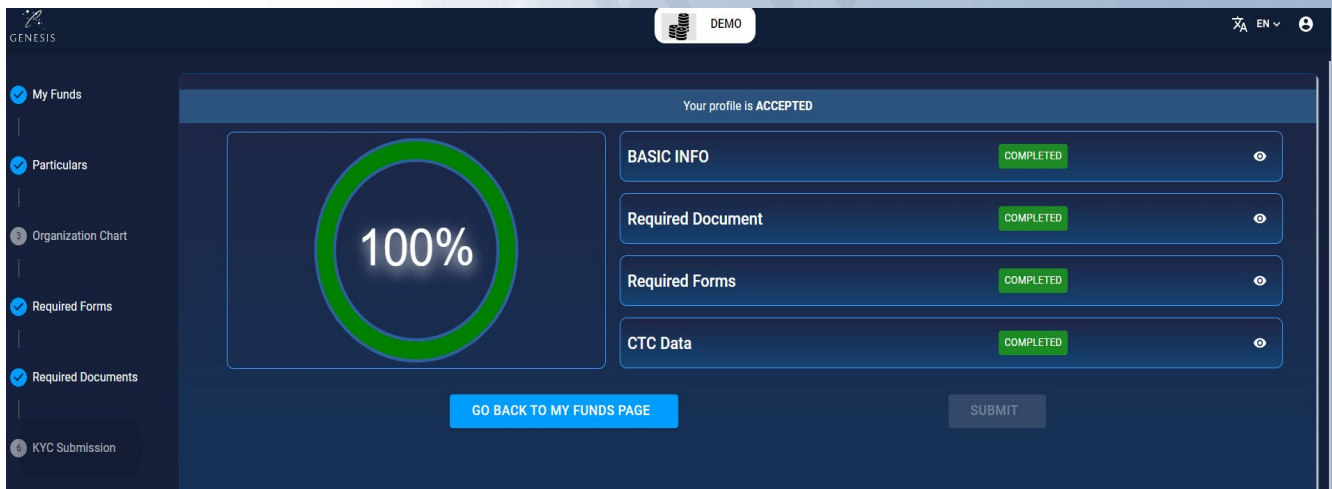 GENESIS
DEMO
EN
My Funds
Particulars
3 Organization Chart
Required Forms
Required Documents
6 KYC Submission
Your profile is ACCEPTED
100%
BASIC INFO COMPLETED
Required Document COMPLETED
Required Forms COMPLETED
CTC Data COMPLETED
GO BACK TO MY FUNDS PAGE
SUBMIT